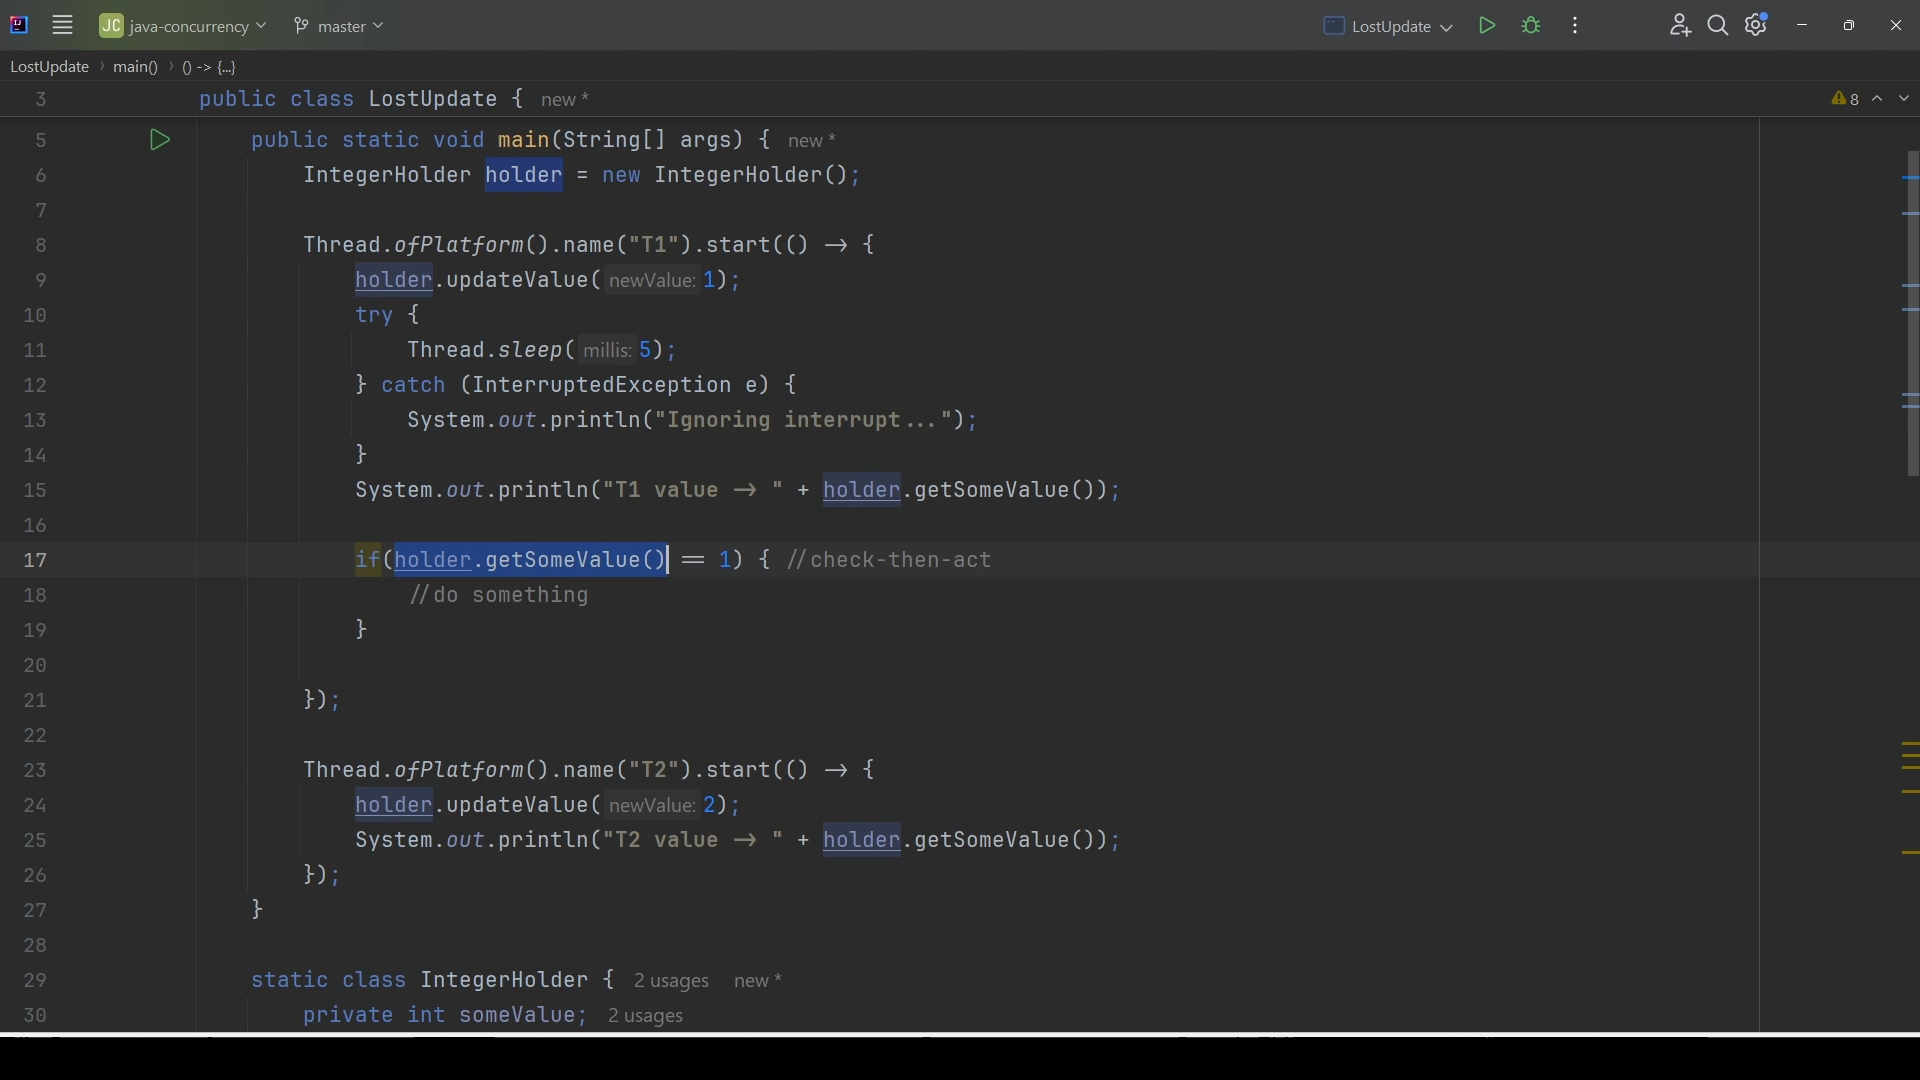 JC java-concurrency master LostUpdate
LostUpdate › main() › () -> {...}
3 public class LostUpdate { new * 8
5 public static void main(String[] args) { new *
6 IntegerHolder holder = new IntegerHolder();
7
8 Thread.ofPlatform().name("T1").start(() -> {
9 holder.updateValue( newValue: 1);
10 try {
11 Thread.sleep( millis: 5);
12 } catch (InterruptedException e) {
13 System.out.println("Ignoring interrupt...");
14 }
15 System.out.println("T1 value -> " + holder.getSomeValue());
16
17 if(holder.getSomeValue() == 1) { //check-then-act
18 //do something
19 }
20
21 });
22
23 Thread.ofPlatform().name("T2").start(() -> {
24 holder.updateValue( newValue: 2);
25 System.out.println("T2 value -> " + holder.getSomeValue());
26 });
27 }
28
29 static class IntegerHolder { 2 usages new *
30 private int someValue; 2 usages